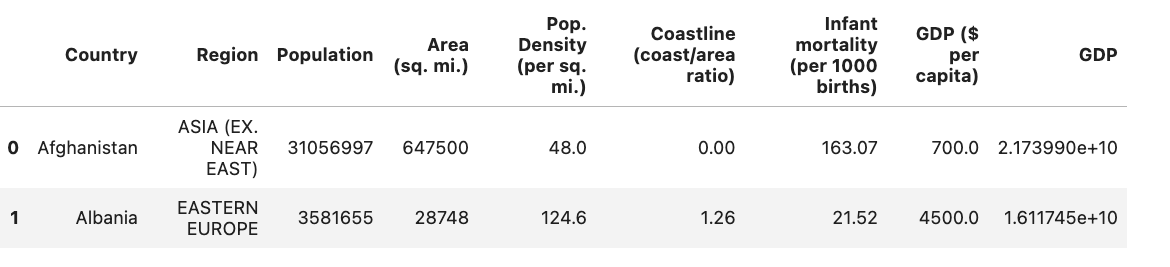 Country Region Population Area (sq. mi.) Pop. Density (per sq. mi.) Coastline (coast/area ratio) Infant mortality (per 1000 births) GDP ($ per capita) GDP
0 Afghanistan ASIA (EX. NEAR EAST) 31056997 647500 48.0 0.00 163.07 700.0 2.173990e+10
1 Albania EASTERN EUROPE 3581655 28748 124.6 1.26 21.52 4500.0 1.611745e+10